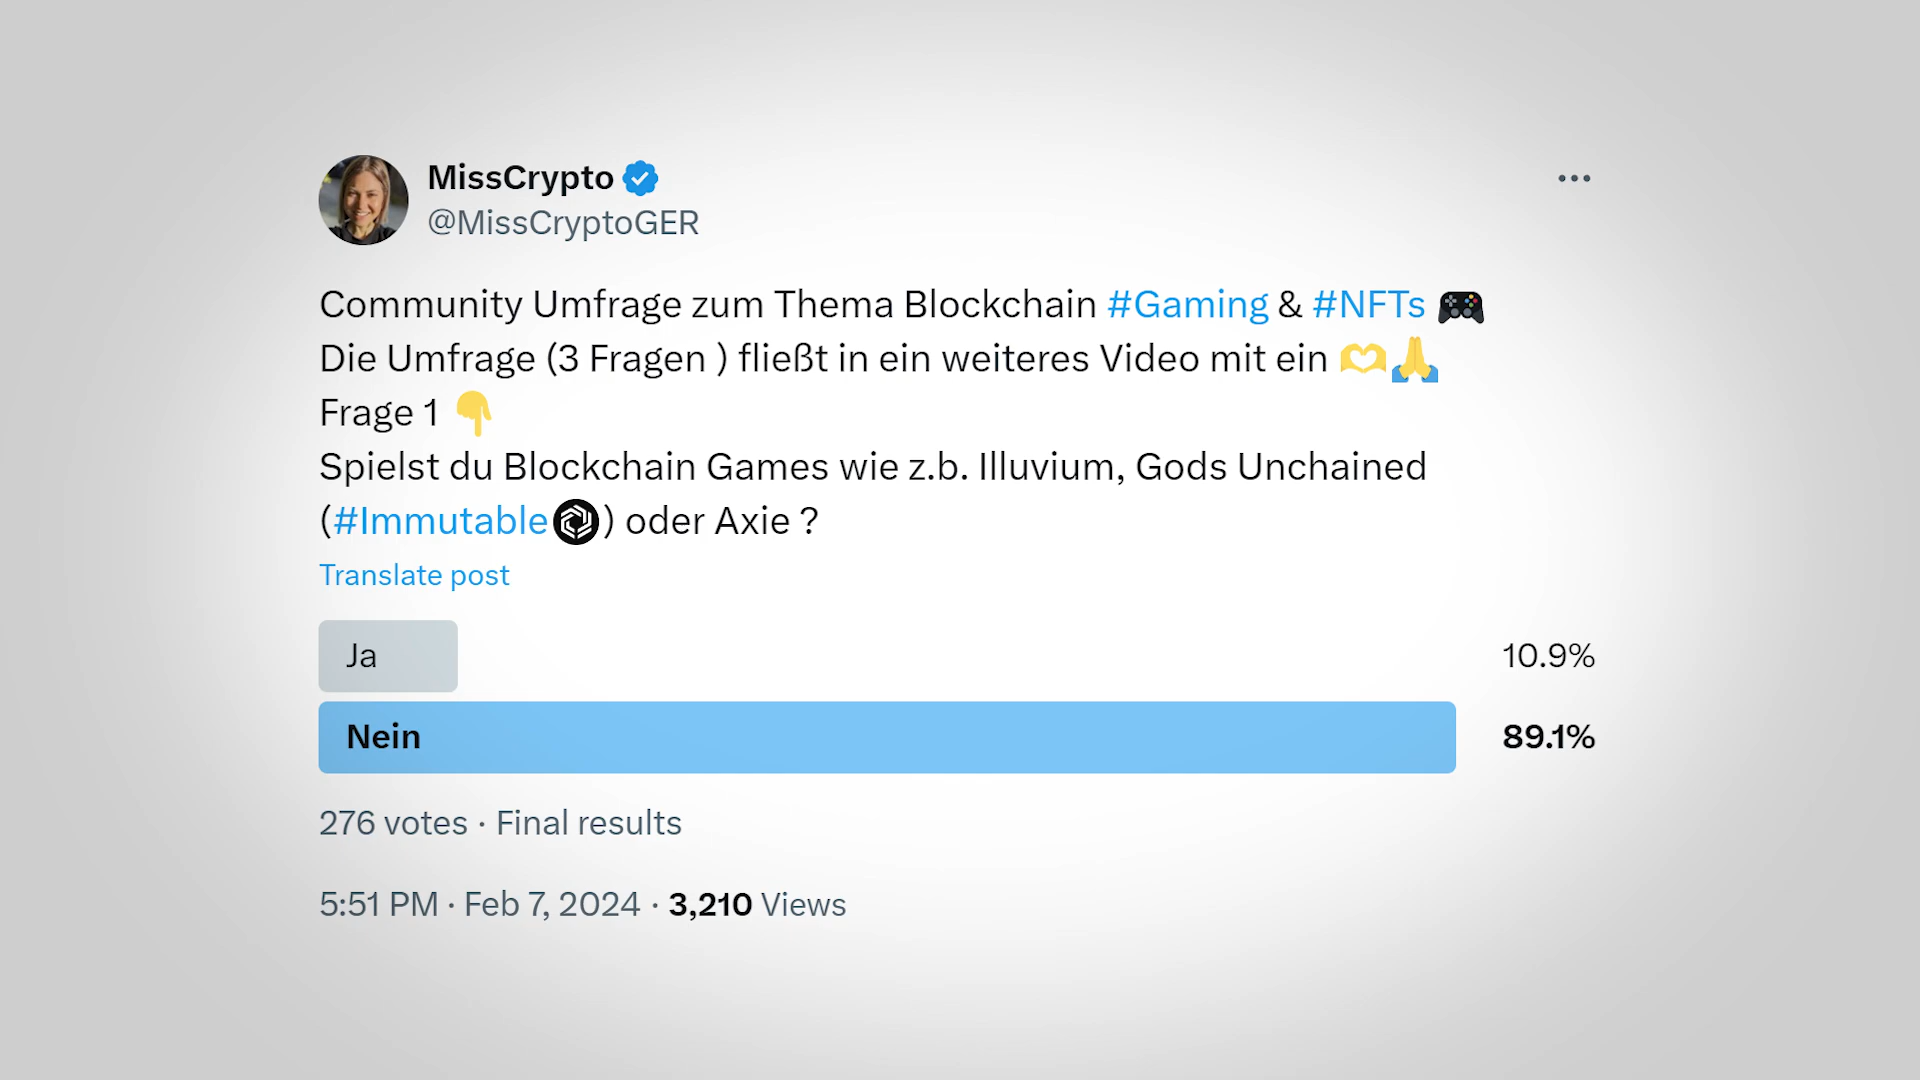 MissCrypto
@MissCryptoGER
Community Umfrage zum Thema Blockchain #Gaming & #NFTs 🎮
Die Umfrage (3 Fragen ) fließt in ein weiteres Video mit ein 🫶🙏
Frage 1 👇
Spielst du Blockchain Games wie z.b. Illuvium, Gods Unchained
(#Immutable) oder Axie ?
Translate post
Ja 10.9%
Nein 89.1%
276 votes · Final results
5:51 PM · Feb 7, 2024 · 3,210 Views